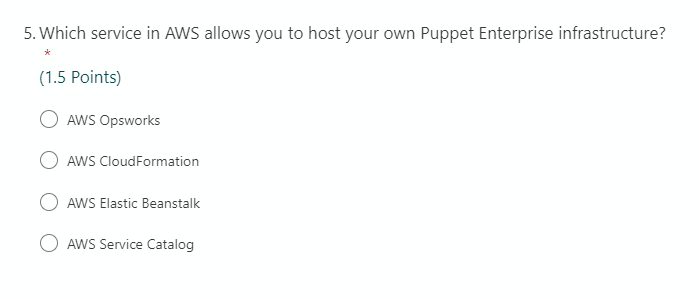 5. Which service in AWS allows you to host your own Puppet Enterprise infrastructure?
*
(1.5 Points)
AWS Opsworks
AWS CloudFormation
AWS Elastic Beanstalk
AWS Service Catalog